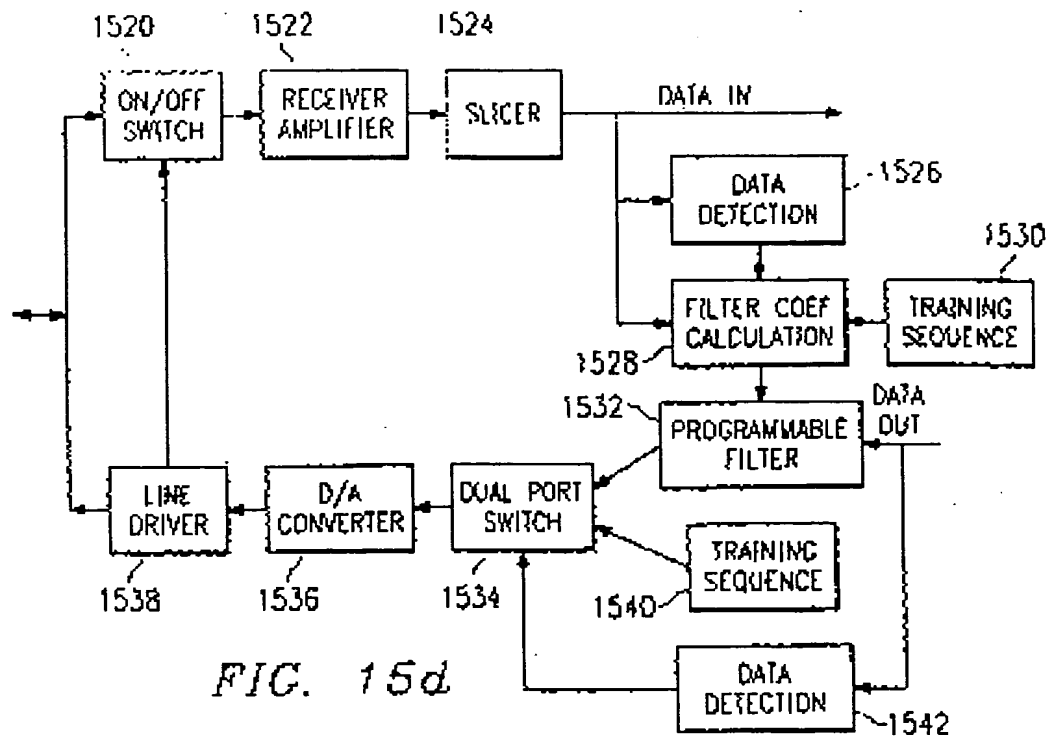 1520
1522
1524
ON/OFF
SWITCH
RECEIVER
AMPLIFIER
SLICER
DATA IN
DATA
DETECTION
1526
1530
FILTER COEF
CALCULATION
TRAINING
SEQUENCE
1528
1532
PROGRAMMABLE
FILTER
DATA
OUT
LINE
DRIVER
D/A
CONVERTER
DUAL PORT
SWITCH
TRAINING
SEQUENCE
1538
1536
1534
1540
DATA
DETECTION
1542
FIG. 15d